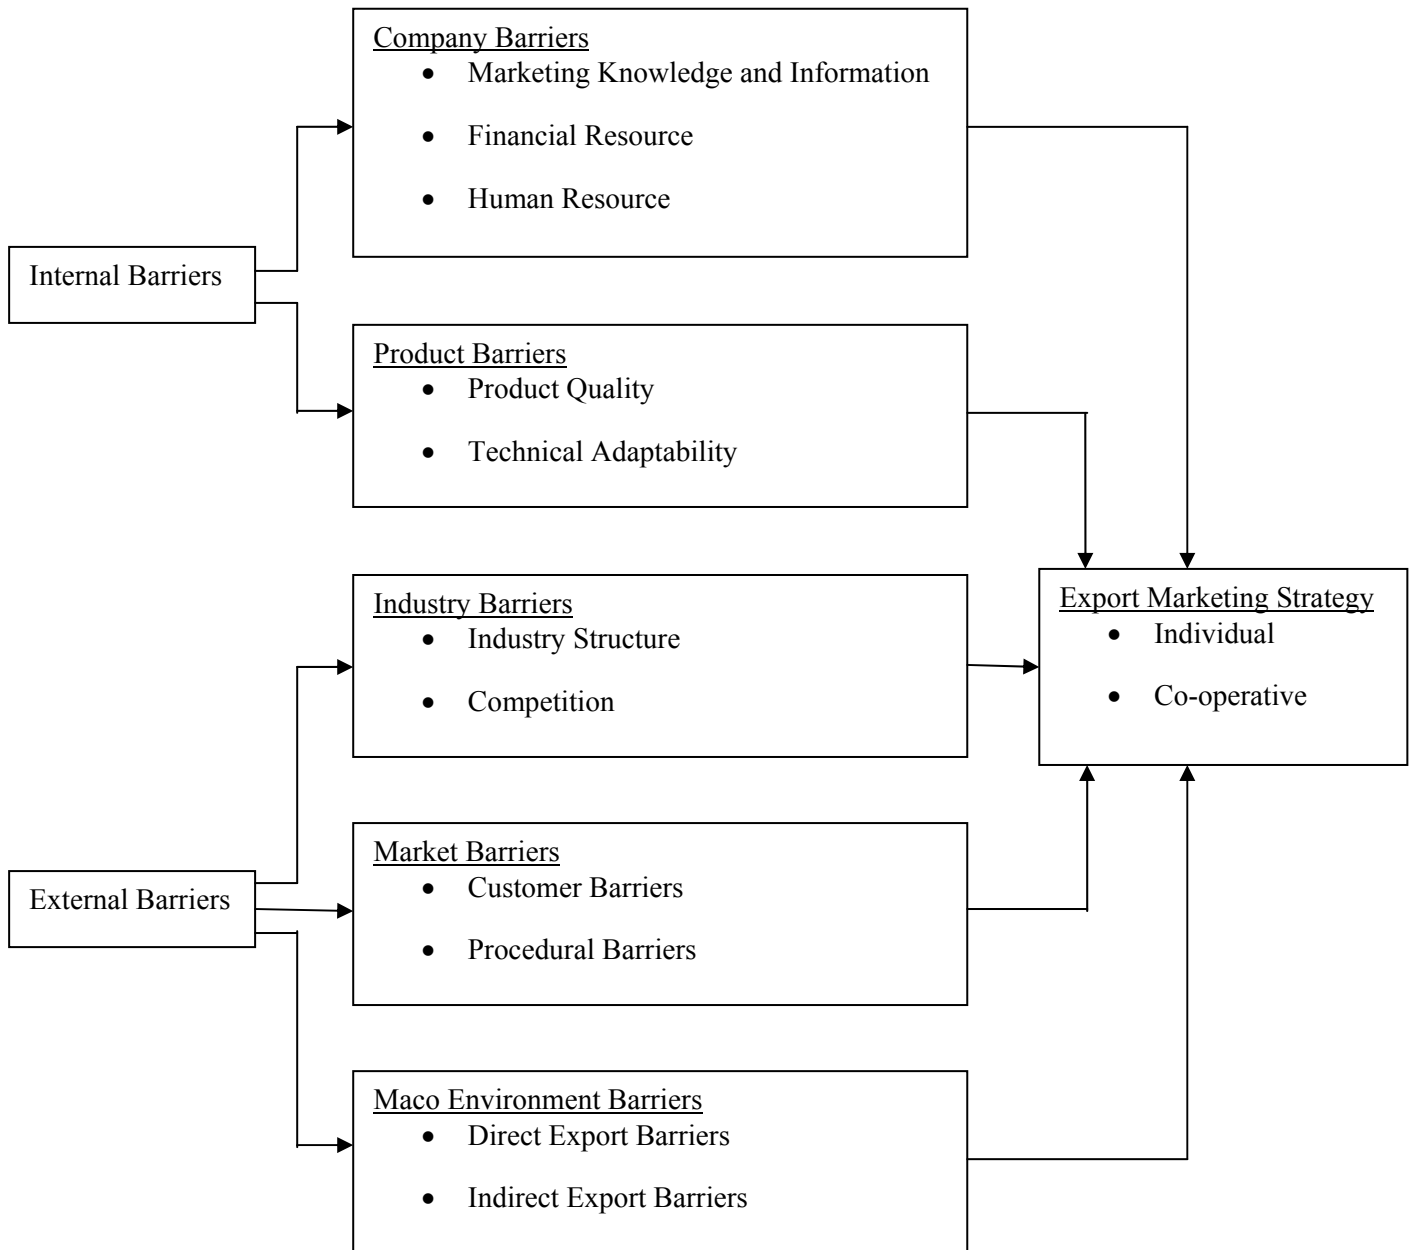 Company Barriers
Marketing Knowledge and Information
Financial Resource
Human Resource
Internal Barriers
Product Barriers
Product Quality
Technical Adaptability
Industry Barriers
Industry Structure
Competition
Export Marketing Strategy
Individual
Co-operative
Market Barriers
Customer Barriers
Procedural Barriers
External Barriers
Maco Environment Barriers
Direct Export Barriers
Indirect Export Barriers